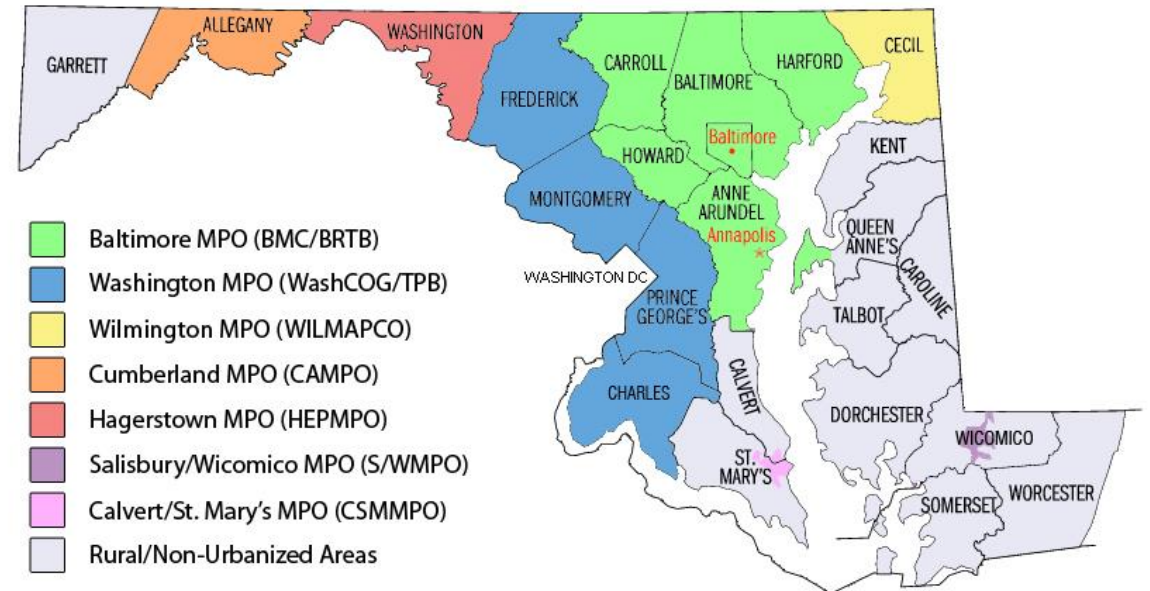 GARRETT
ALLEGANY
WASHINGTON
FREDERICK
CARROLL
BALTIMORE
HARFORD
CECIL
Baltimore
HOWARD
KENT
MONTGOMERY
ANNE
ARUNDEL
Annapolis
QUEEN
ANNE'S
CAROLINE
WASHINGTON DC
PRINCE
GEORGE'S
TALBOT
CHARLES
CALVERT
DORCHESTER
WICOMICO
ST.
MARY'S
SOMERSET
WORCESTER
Baltimore MPO (BMC/BRTB)
Washington MPO (WashCOG/TPB)
Wilmington MPO (WILMAPCO)
Cumberland MPO (CAMPO)
Hagerstown MPO (HEPMPO)
Salisbury/Wicomico MPO (S/WMPO)
Calvert/St. Mary's MPO (CSMMPO)
Rural/Non-Urbanized Areas